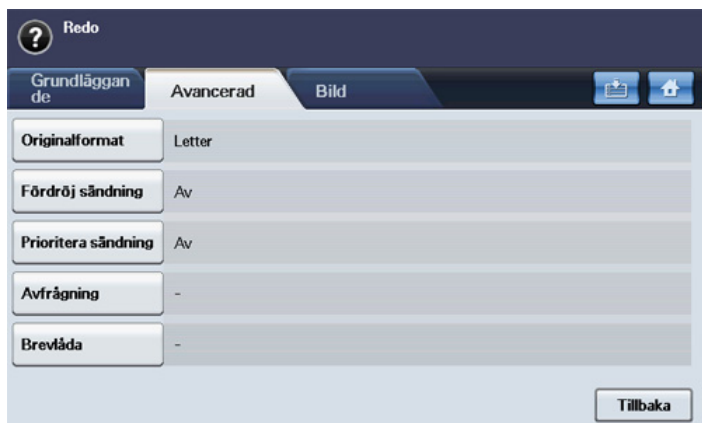 Redo
Grundläggan
de
Avancerad
Bild
Originalformat
Letter
Fördröj sändning
Av
Prioritera sändning
Av
Avfrågning
-
Brevlåda
-
Tillbaka